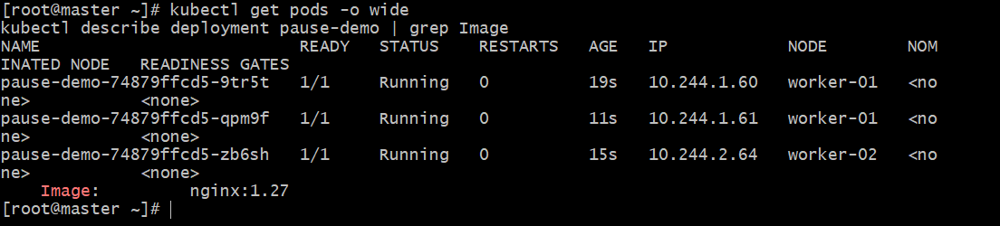 [root@master ~]# kubectl get pods -o wide
kubectl describe deployment pause-demo | grep Image
NAME                          READY   STATUS    RESTARTS   AGE   IP            NODE        NOM
INATED NODE   READINESS GATES
pause-demo-74879ffcd5-9tr5t   1/1     Running   0          19s   10.244.1.60   worker-01   <no
ne>           <none>
pause-demo-74879ffcd5-qpm9f   1/1     Running   0          11s   10.244.1.61   worker-01   <no
ne>           <none>
pause-demo-74879ffcd5-zb6sh   1/1     Running   0          15s   10.244.2.64   worker-02   <no
ne>           <none>
    Image:         nginx:1.27
[root@master ~]#